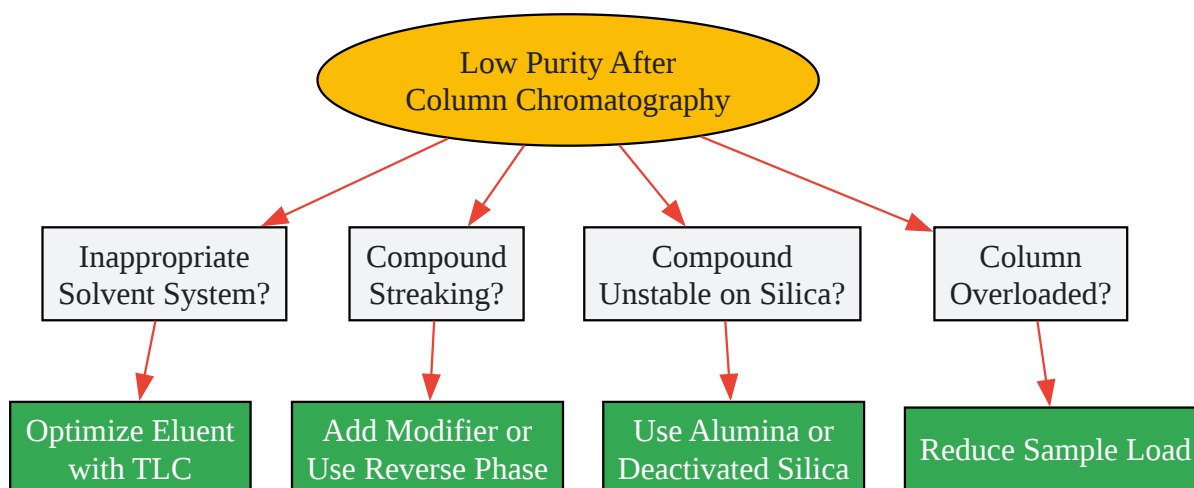 Low Purity After
Column Chromatography
Inappropriate
Solvent System?
Compound
Streaking?
Compound
Unstable on Silica?
Column
Overloaded?
Optimize Eluent
with TLC
Add Modifier or
Use Reverse Phase
Use Alumina or
Deactivated Silica
Reduce Sample Load